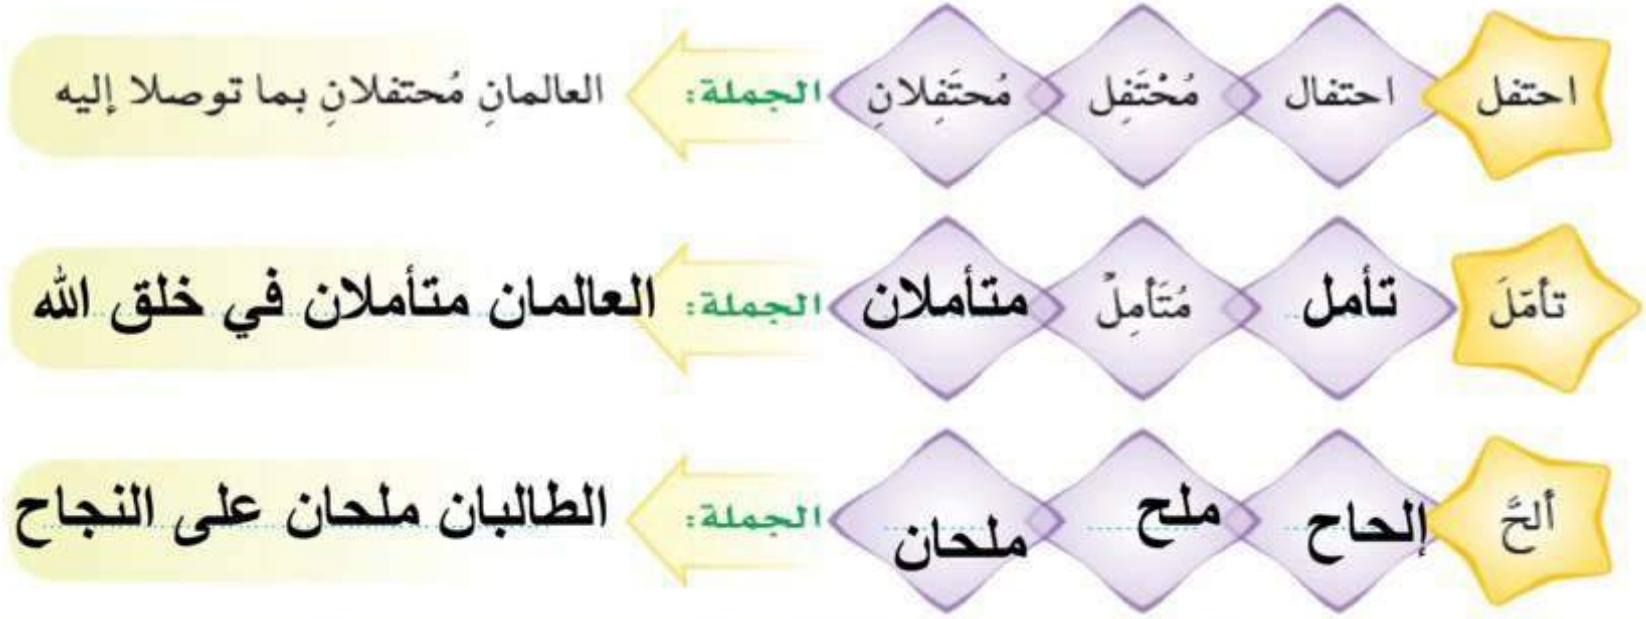 احتفل احتفال مُحْتَفِل مُحتَفِلانِ الجملة: العالمانِ مُحتفلانِ بما توصلا إليه
تأمّلَ تأمل مُتَأمِلٌ متأملان الجملة: العالمان متأملان في خلق الله
ألحَّ إلحاح ملح ملحان الجملة: الطالبان ملحان على النجاح